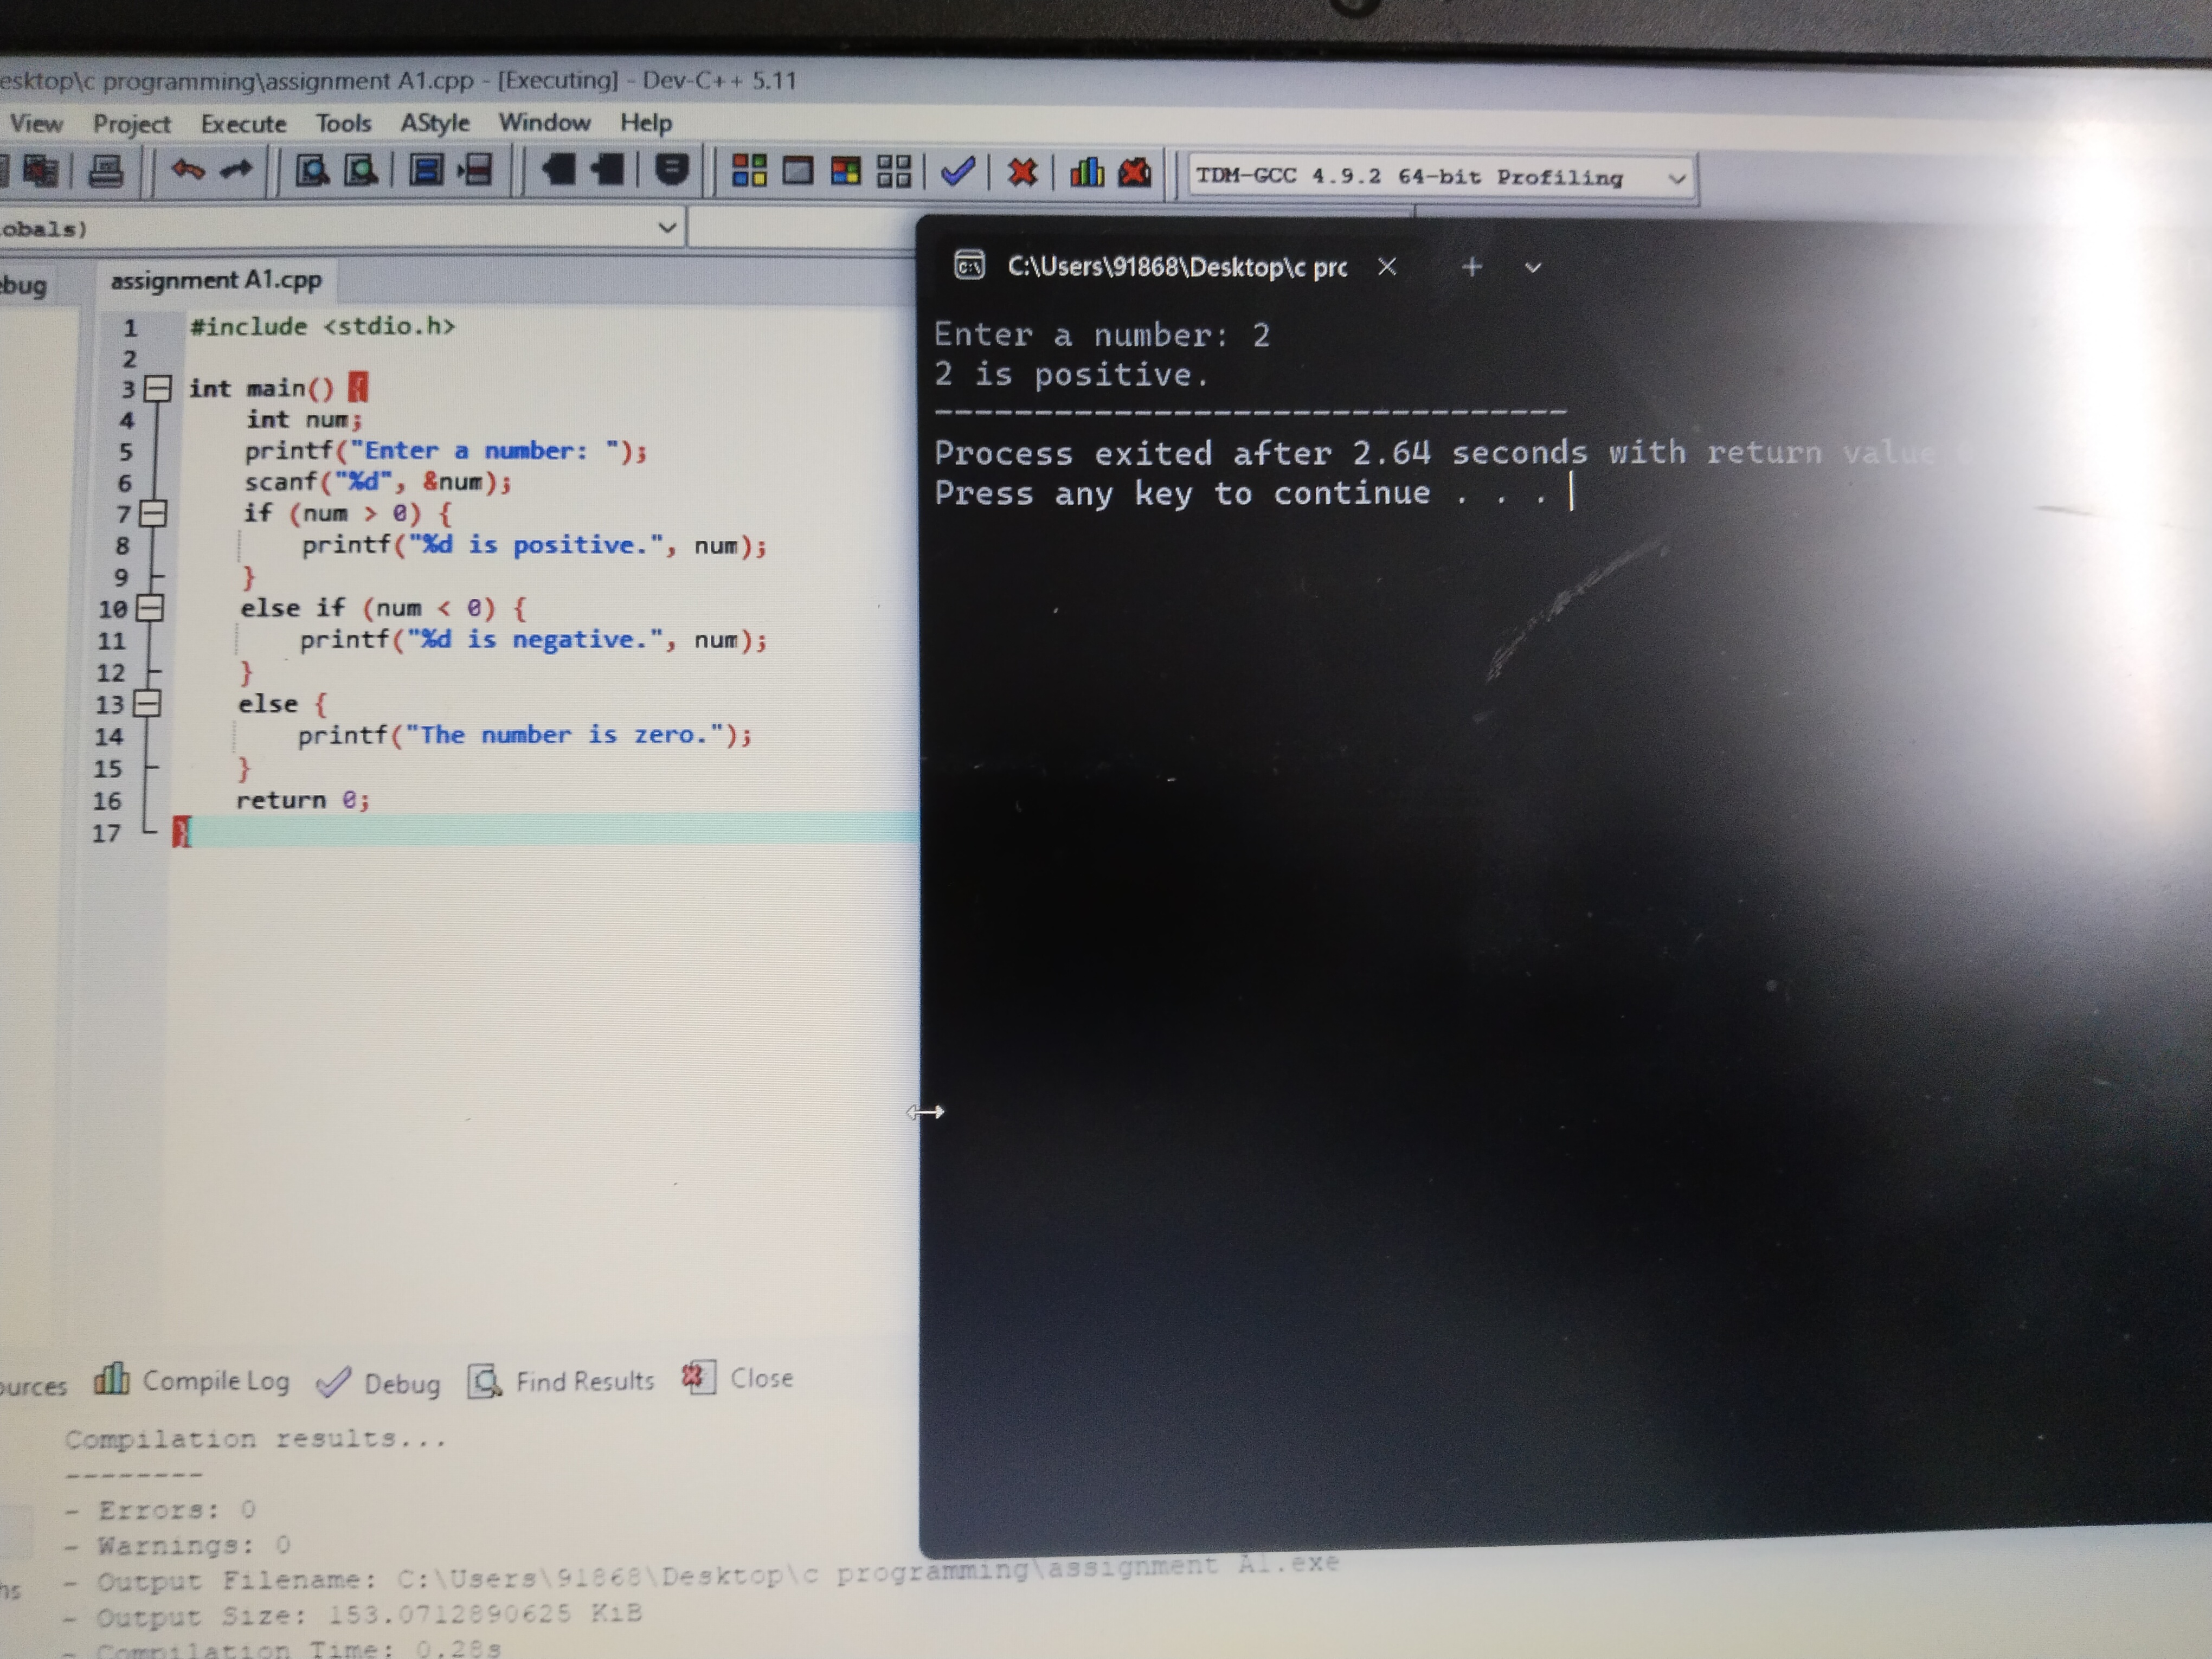 esktop\c programming\assignment A1.cpp - [Executing] - Dev-C++ 5.11
View Project Execute Tools AStyle Window Help
TDM-GCC 4.9.2 64-bit Profiling
obals)
ebug
assignment A1.cpp
1 #include <stdio.h>
2
3 int main() {
4     int num;
5     printf("Enter a number: ");
6     scanf("%d", &num);
7     if (num > 0) {
8         printf("%d is positive.", num);
9     }
10     else if (num < 0) {
11         printf("%d is negative.", num);
12     }
13     else {
14         printf("The number is zero.");
15     }
16     return 0;
17 }
C:\Users\91868\Desktop\c prc
Enter a number: 2
2 is positive.
--------------------------------
Process exited after 2.64 seconds with return value
Press any key to continue . . .
ources Compile Log Debug Find Results Close
Compilation results...
--------
- Errors: 0
- Warnings: 0
hs
- Output Filename: C:\Users\91868\Desktop\c programming\assignment A1.exe
- Output Size: 153.0712890625 KiB
- Compilation Time: 0.28s